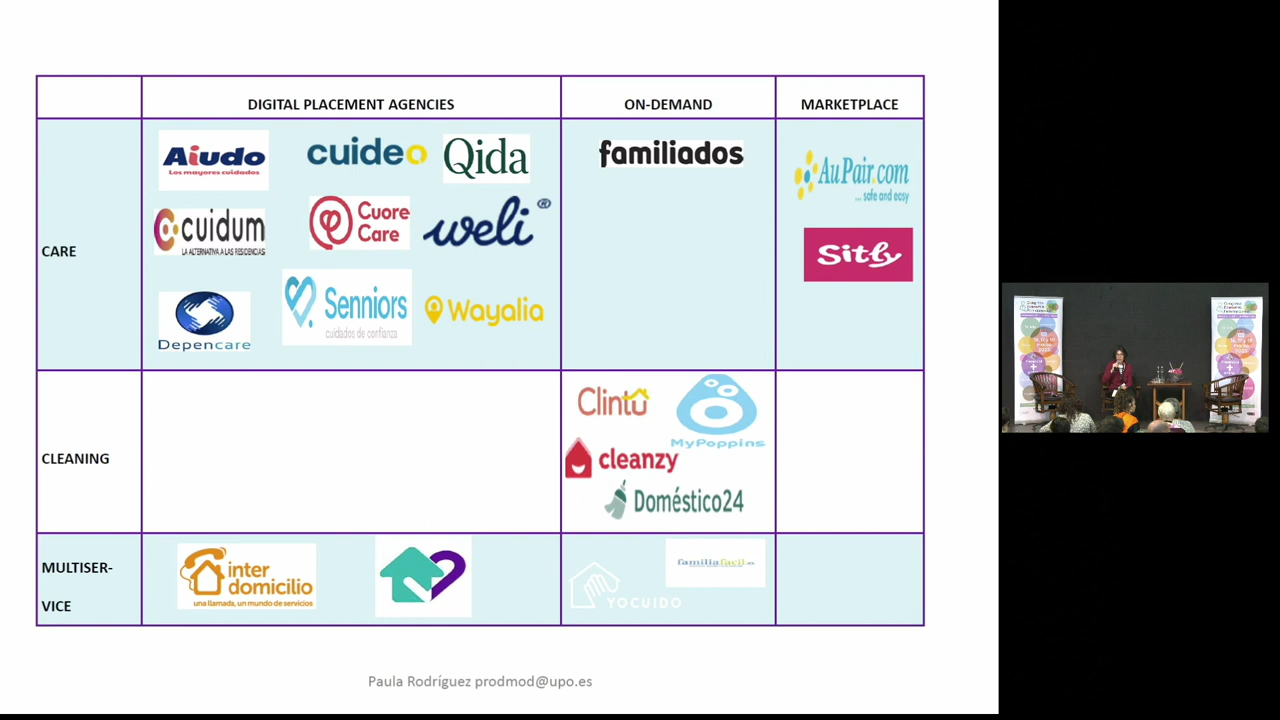 DIGITAL PLACEMENT AGENCIES
ON-DEMAND
MARKETPLACE
CARE
Aiudo
Los mayores cuidados
cuideo
Qida
cuidum
LA ALTERNATIVA A LAS RESIDENCIAS
Cuore
Care
weli ®
Depencare
Senniors
cuidados de confianza
Wayalia
familiados
AuPair.com
... safe and easy
Sitly
CLEANING
Clintu
MyPoppins
cleanzy
Doméstico24
MULTISER-
VICE
inter
domicilio
una llamada, un mundo de servicios
YOCUIDO
familiafacil.es
Paula Rodríguez prodmod@upo.es